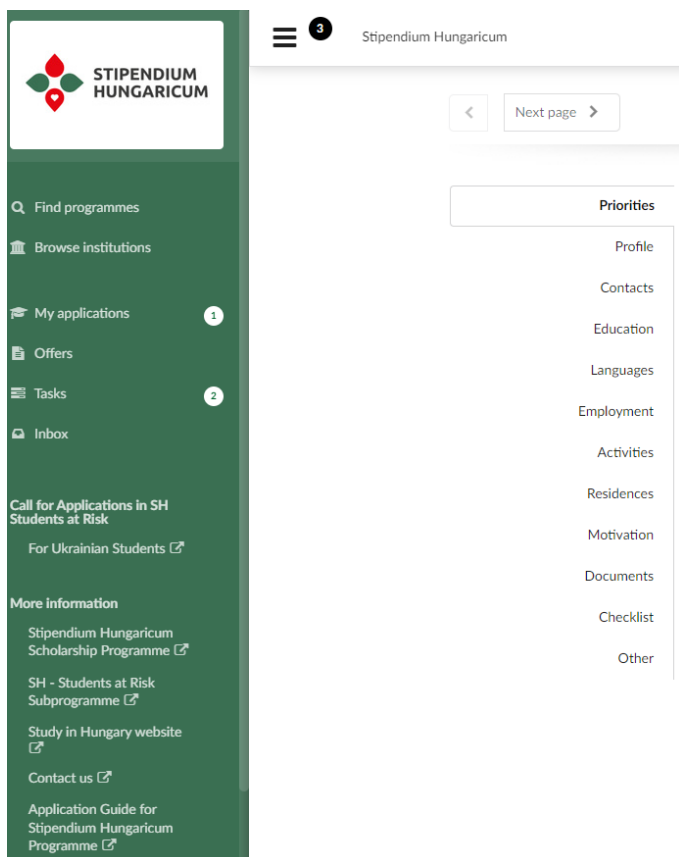 STIPENDIUM
HUNGARICUM
3
Stipendium Hungaricum
Next page
Find programmes
Browse institutions
My applications
1
Offers
Tasks
2
Inbox
Call for Applications in SH
Students at Risk
For Ukrainian Students
More information
Stipendium Hungaricum
Scholarship Programme
SH - Students at Risk
Subprogramme
Study in Hungary website
Contact us
Application Guide for
Stipendium Hungaricum
Programme
Priorities
Profile
Contacts
Education
Languages
Employment
Activities
Residences
Motivation
Documents
Checklist
Other